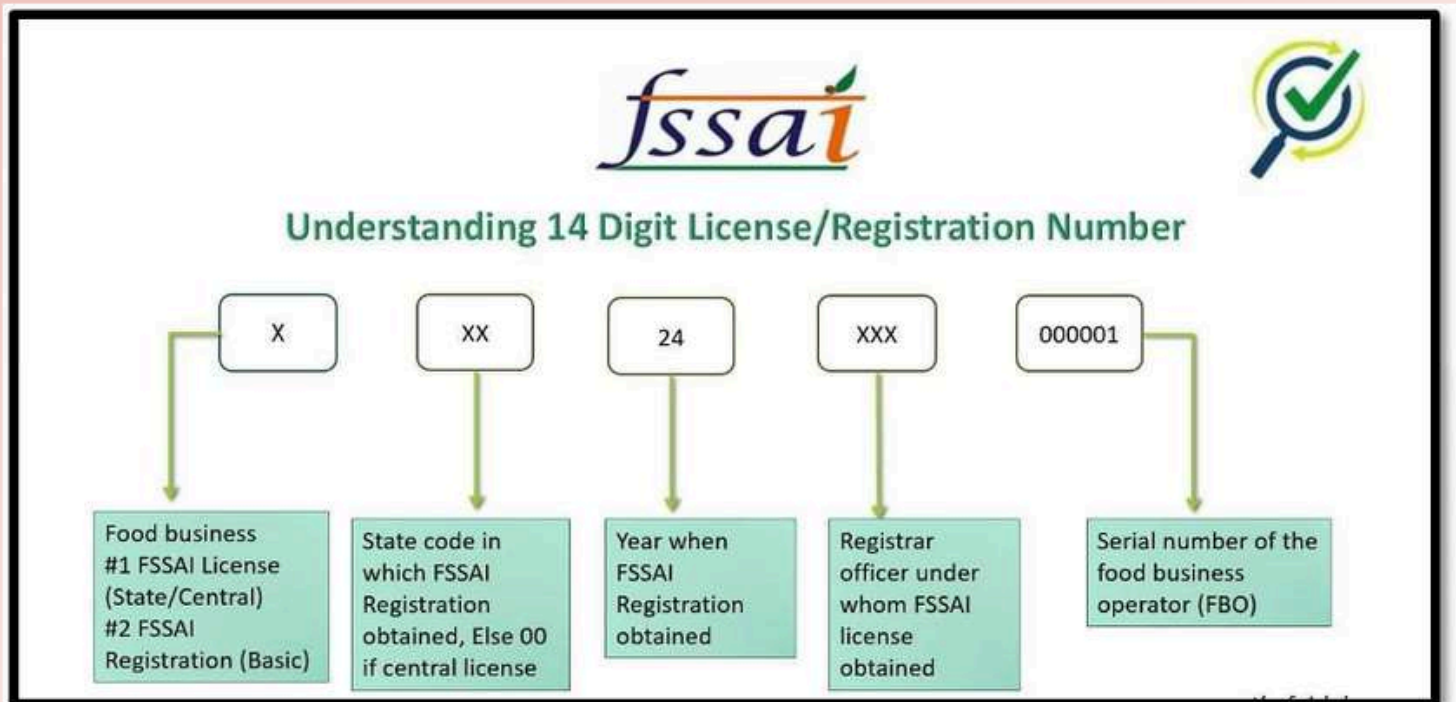 fssai
Understanding 14 Digit License/Registration Number
X
XX
24
XXX
000001
Food business
#1 FSSAI License
(State/Central)
#2 FSSAI
Registration (Basic)
State code in
which FSSAI
Registration
obtained, Else 00
if central license
Year when
FSSAI
Registration
obtained
Registrar
officer under
whom FSSAI
license
obtained
Serial number of the
food business
operator (FBO)